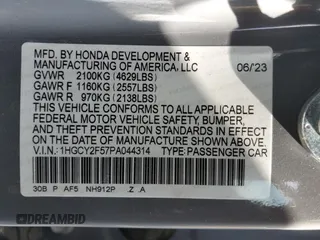 MFD. BY HONDA DEVELOPMENT &
MANUFACTURING OF AMERICA, LLC 06/23
GVWR 2100KG (4629LBS)
GAWR F 1160KG (2557LBS)
GAWR R 970KG (2138LBS)
THIS VEHICLE CONFORMS TO ALL APPLICABLE
FEDERAL MOTOR VEHICLE SAFETY, BUMPER,
AND THEFT PREVENTION STANDARDS IN EFFECT
ON THE DATE OF MANUFACTURE SHOWN ABOVE.
V.I.N.: 1HGCY2F57PA044314 TYPE: PASSENGER CAR
30B P AF5 NH912P Z A
DREAMBID